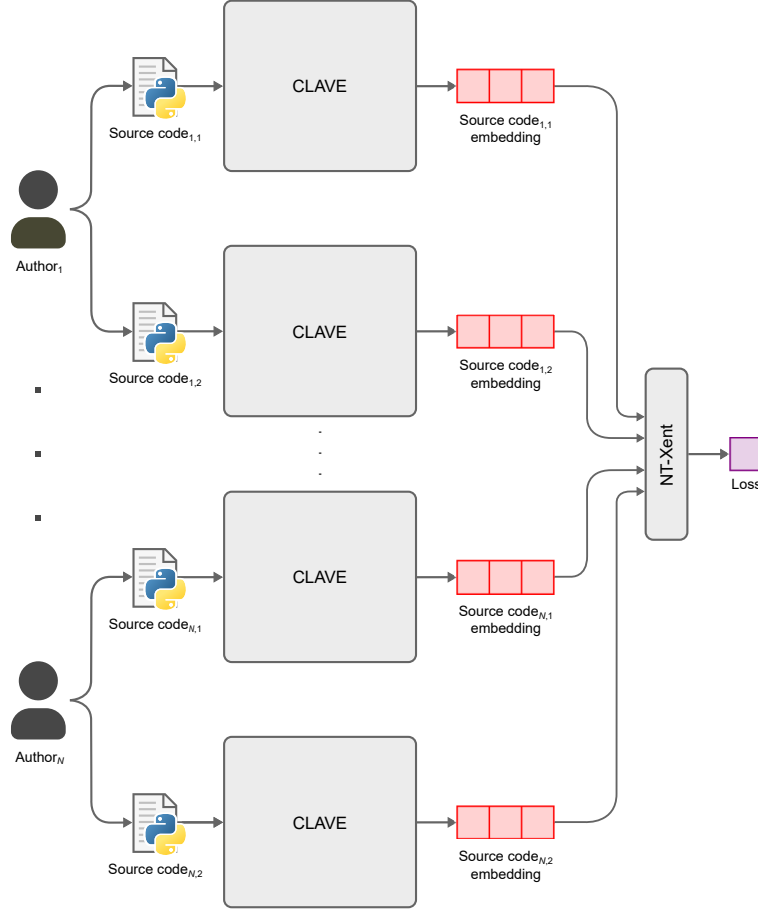 CLAVE
Source code₁,₁
Source code₁,₁
embedding
Author₁
CLAVE
Source code₁,₂
Source code₁,₂
embedding
NT-Xent
Loss
CLAVE
Source codeN,₁
Source codeN,₁
embedding
AuthorN
CLAVE
Source codeN,₂
Source codeN,₂
embedding